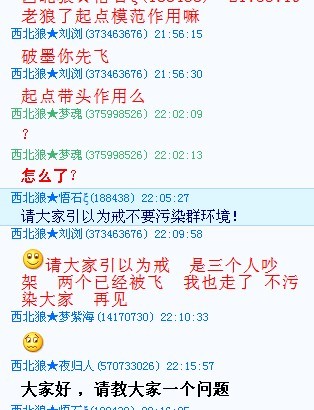 老狼了起点模范作用嘛
西北狼★刘浏(373463676) 21:56:15
破墨你先飞
西北狼★刘浏(373463676) 21:56:30
起点带头作用么
西北狼★梦魂(375998526) 22:02:09
？
西北狼★梦魂(375998526) 22:02:13
怎么了？
西北狼★悟石ξ(188438) 22:05:27
请大家引以为戒不要污染群环境！
西北狼★刘浏(373463676) 22:09:58
请大家引以为戒 是三个人吵
架 两个已经被飞 我也走了 不污
染大家 再见
西北狼★梦紫海(14170730) 22:10:33
西北狼★夜归人(570733026) 22:15:57
大家好 ，请教大家一个问题